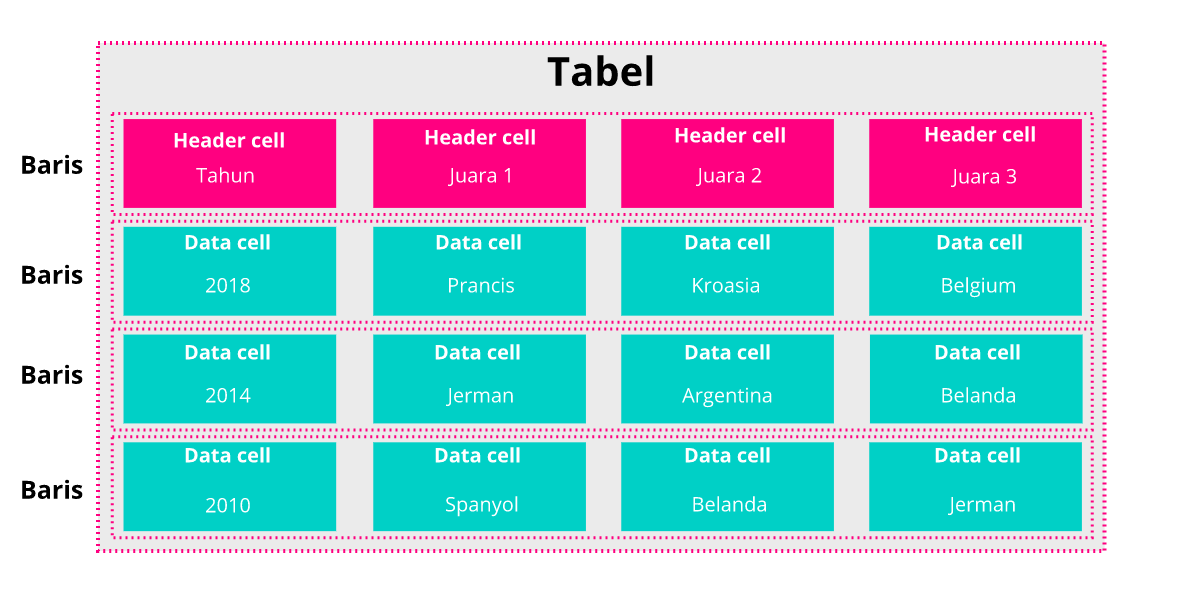 Tabel
Baris
Header cell Header cell Header cell Header cell
Tahun Juara 1 Juara 2 Juara 3
Baris
Data cell Data cell Data cell Data cell
2018 Prancis Kroasia Belgium
Baris
Data cell Data cell Data cell Data cell
2014 Jerman Argentina Belanda
Baris
Data cell Data cell Data cell Data cell
2010 Spanyol Belanda Jerman